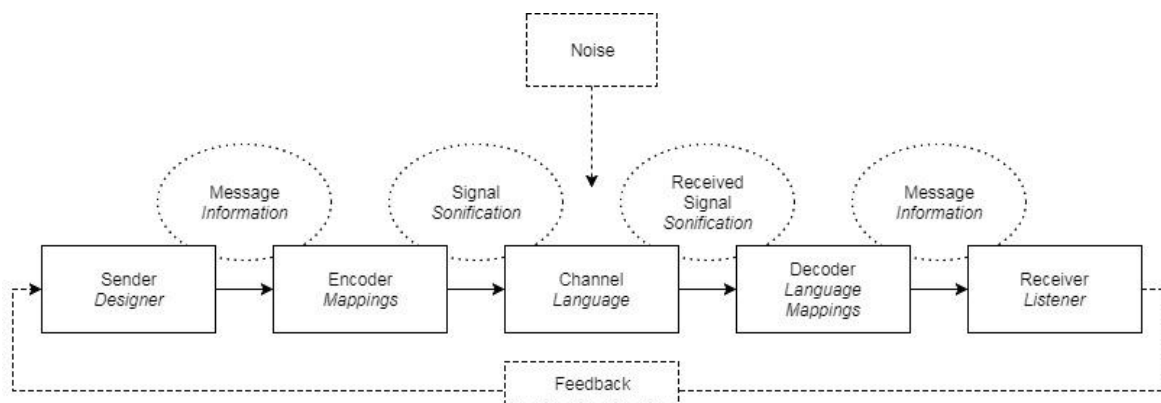 Noise
Message
Information
Signal
Sonification
Received
Signal
Sonification
Message
Information
Sender
Designer
Encoder
Mappings
Channel
Language
Decoder
Language
Mappings
Receiver
Listener
Feedback